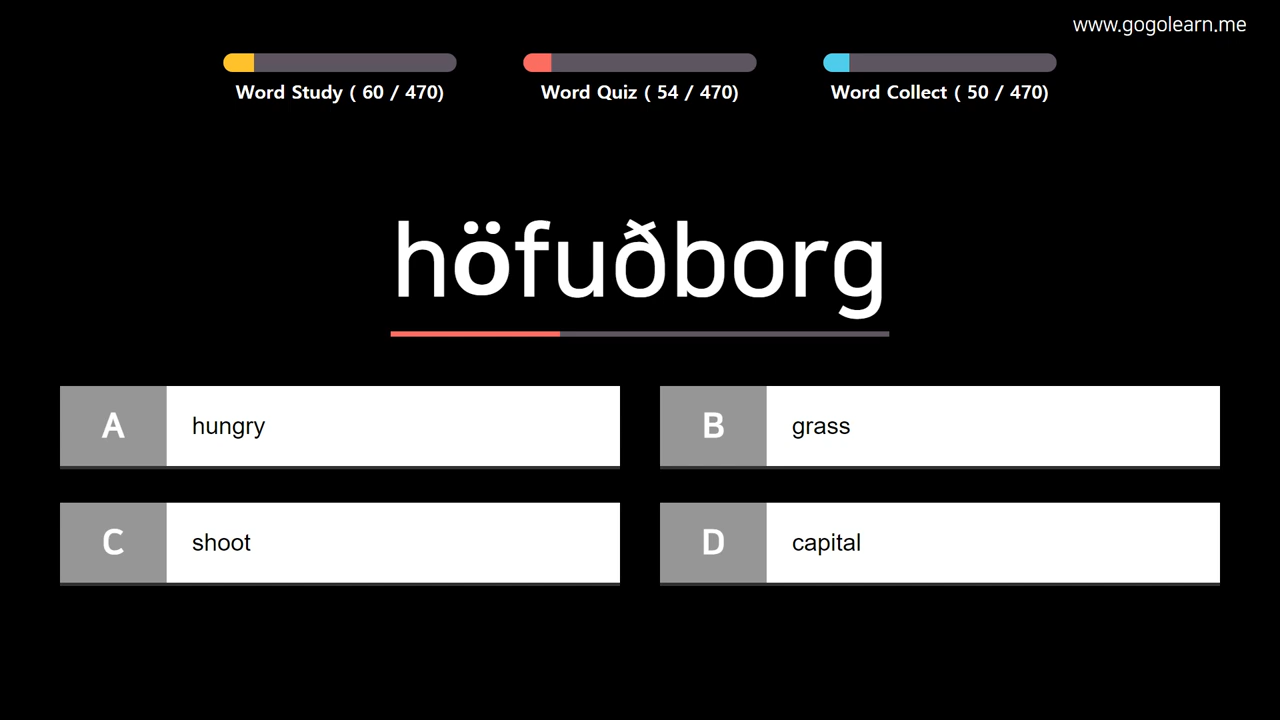 www.gogolearn.me
Word Study ( 60 / 470)
Word Quiz ( 54 / 470)
Word Collect ( 50 / 470)
höfuðborg
A hungry
B grass
C shoot
D capital